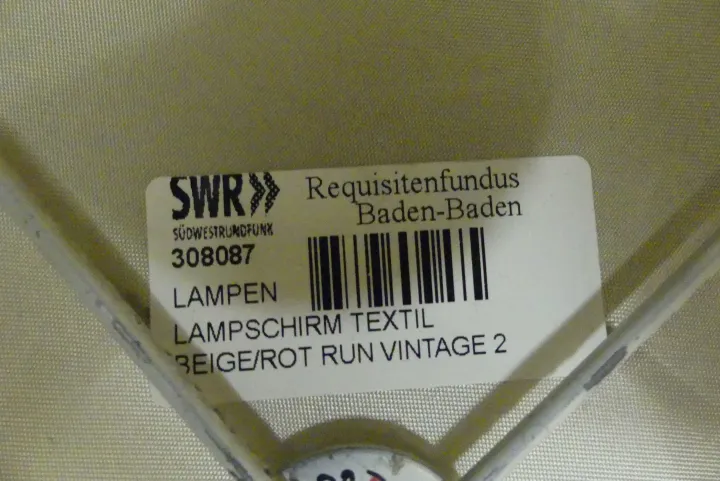 SWR
SÜDWESTRUNDFUNK
Requisitenfundus
Baden-Baden
308087
LAMPEN
LAMPSCHIRM TEXTIL
BEIGE/ROT RUN VINTAGE 2